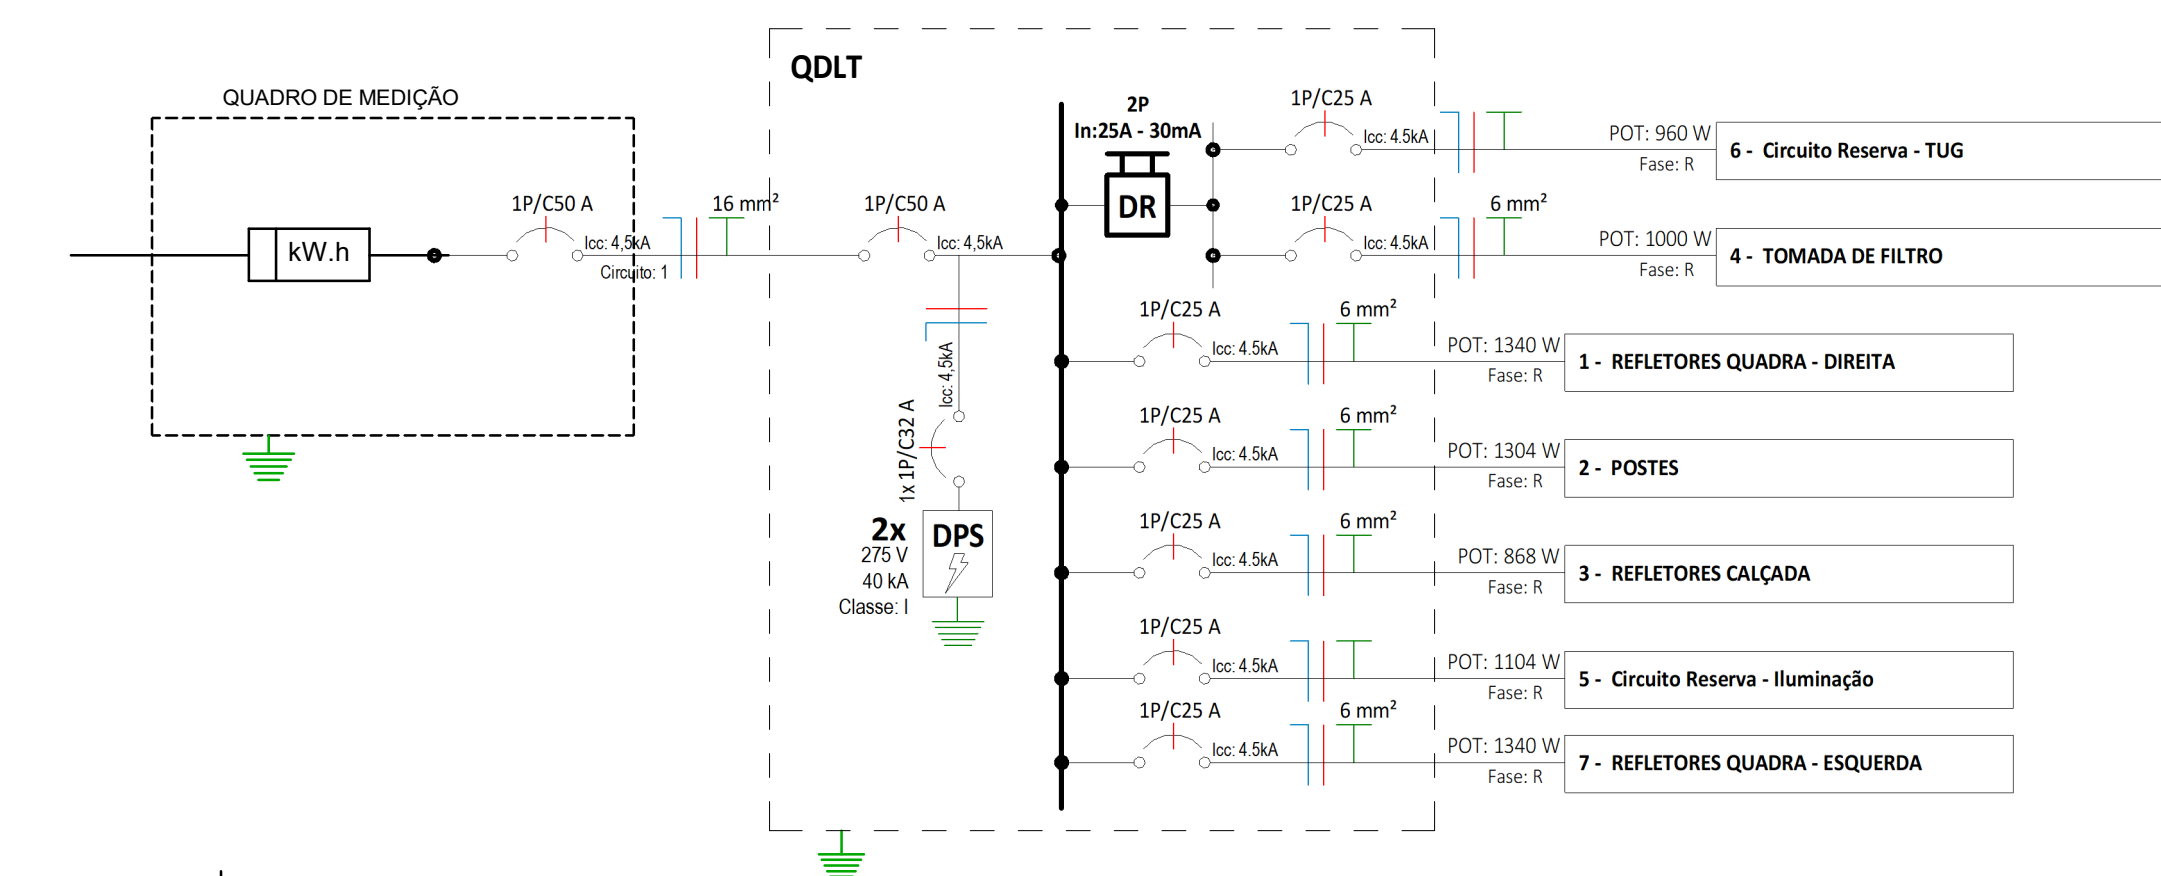 QDLT
QUADRO DE MEDIÇÃO
kW.h
1P/C50 A
Icc: 4,5kA
Circuito: 1
16 mm²
1P/C50 A
Icc: 4,5kA
Icc: 4,5kA
1x 1P/C32 A
2x
275 V
40 kA
Classe: I
DPS
2P
In:25A - 30mA
DR
1P/C25 A
Icc: 4.5kA
POT: 960 W
Fase: R
6 - Circuito Reserva - TUG
1P/C25 A
Icc: 4.5kA
6 mm²
POT: 1000 W
Fase: R
4 - TOMADA DE FILTRO
1P/C25 A
Icc: 4.5kA
6 mm²
POT: 1340 W
Fase: R
1 - REFLETORES QUADRA - DIREITA
1P/C25 A
Icc: 4.5kA
6 mm²
POT: 1304 W
Fase: R
2 - POSTES
1P/C25 A
Icc: 4.5kA
6 mm²
POT: 868 W
Fase: R
3 - REFLETORES CALÇADA
1P/C25 A
Icc: 4.5kA
POT: 1104 W
Fase: R
5 - Circuito Reserva - Iluminação
1P/C25 A
Icc: 4.5kA
6 mm²
POT: 1340 W
Fase: R
7 - REFLETORES QUADRA - ESQUERDA